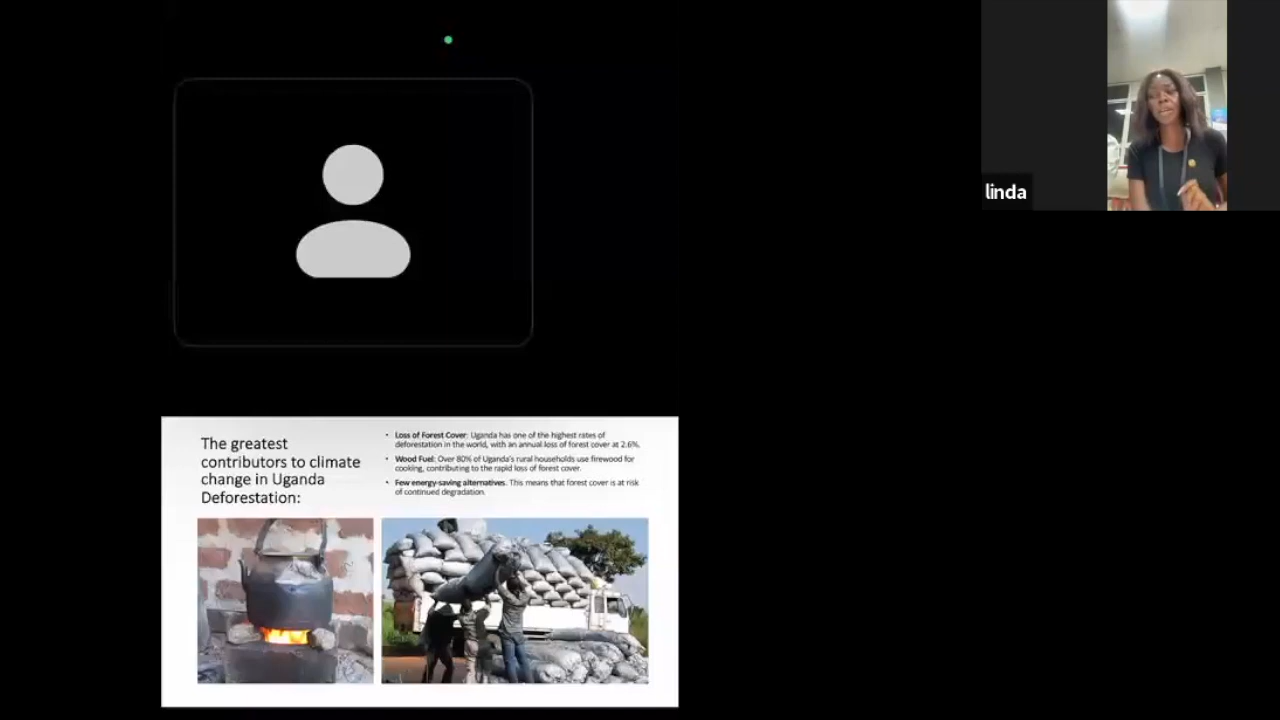 linda
The greatest
contributors to climate
change in Uganda
Deforestation:
• Loss of Forest Cover: Uganda has one of the highest rates of
deforestation in the world, with an annual loss of forest cover at 2.6%.
• Wood Fuel: Over 80% of Uganda's rural households use firewood for
cooking, contributing to the rapid loss of forest cover.
• Few energy-saving alternatives. This means that forest cover is at risk
of continued degradation.